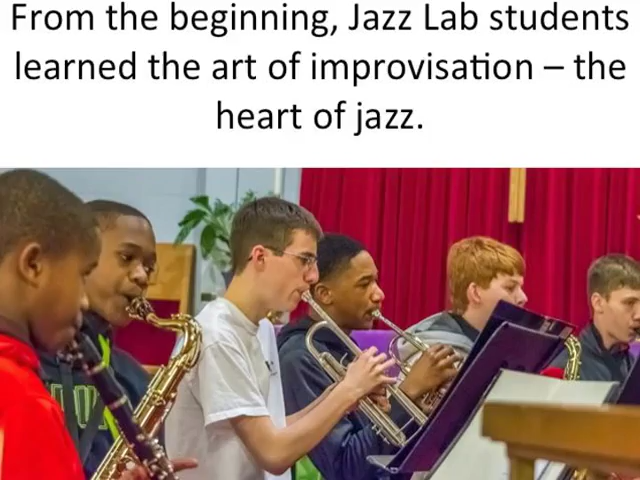 From the beginning, Jazz Lab students
learned the art of improvisation – the
heart of jazz.